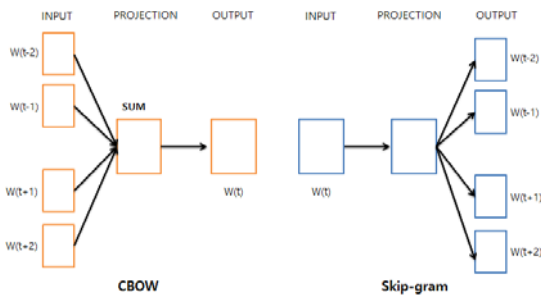 INPUT PROJECTION OUTPUT
W(t-2)
W(t-1)
SUM
W(t)
W(t+1)
W(t+2)
CBOW
INPUT PROJECTION OUTPUT
W(t-2)
W(t-1)
W(t)
W(t+1)
W(t+2)
Skip-gram